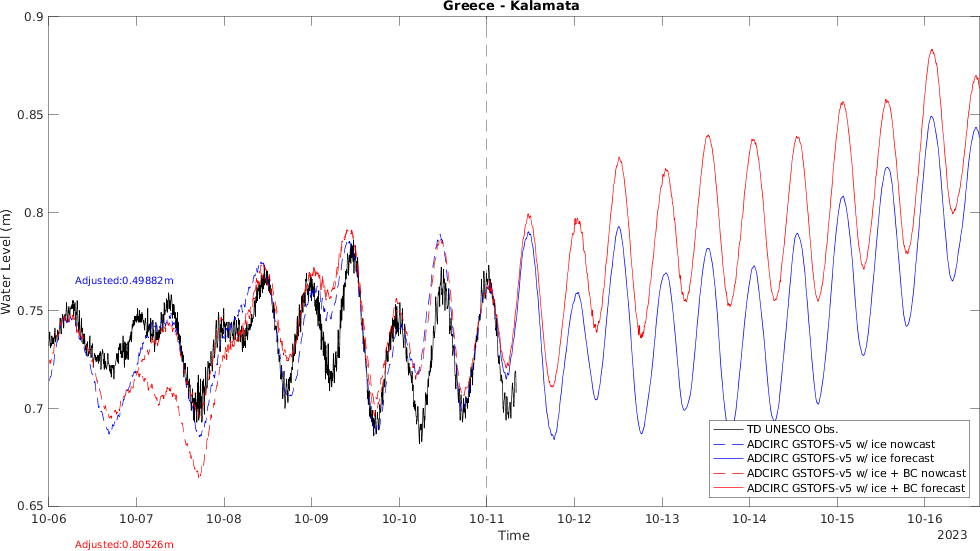 Greece - Kalamata
0.9
0.85
0.8
0.75
0.7
0.65
Water Level (m)
Adjusted:0.49882m
TD UNESCO Obs.
ADCIRC GSTOFS-v5 w/ ice nowcast
ADCIRC GSTOFS-v5 w/ ice forecast
ADCIRC GSTOFS-v5 w/ ice + BC nowcast
ADCIRC GSTOFS-v5 w/ ice + BC forecast
10-06 10-07 10-08 10-09 10-10 10-11 10-12 10-13 10-14 10-15 10-16
Time
2023
Adjusted:0.80526m